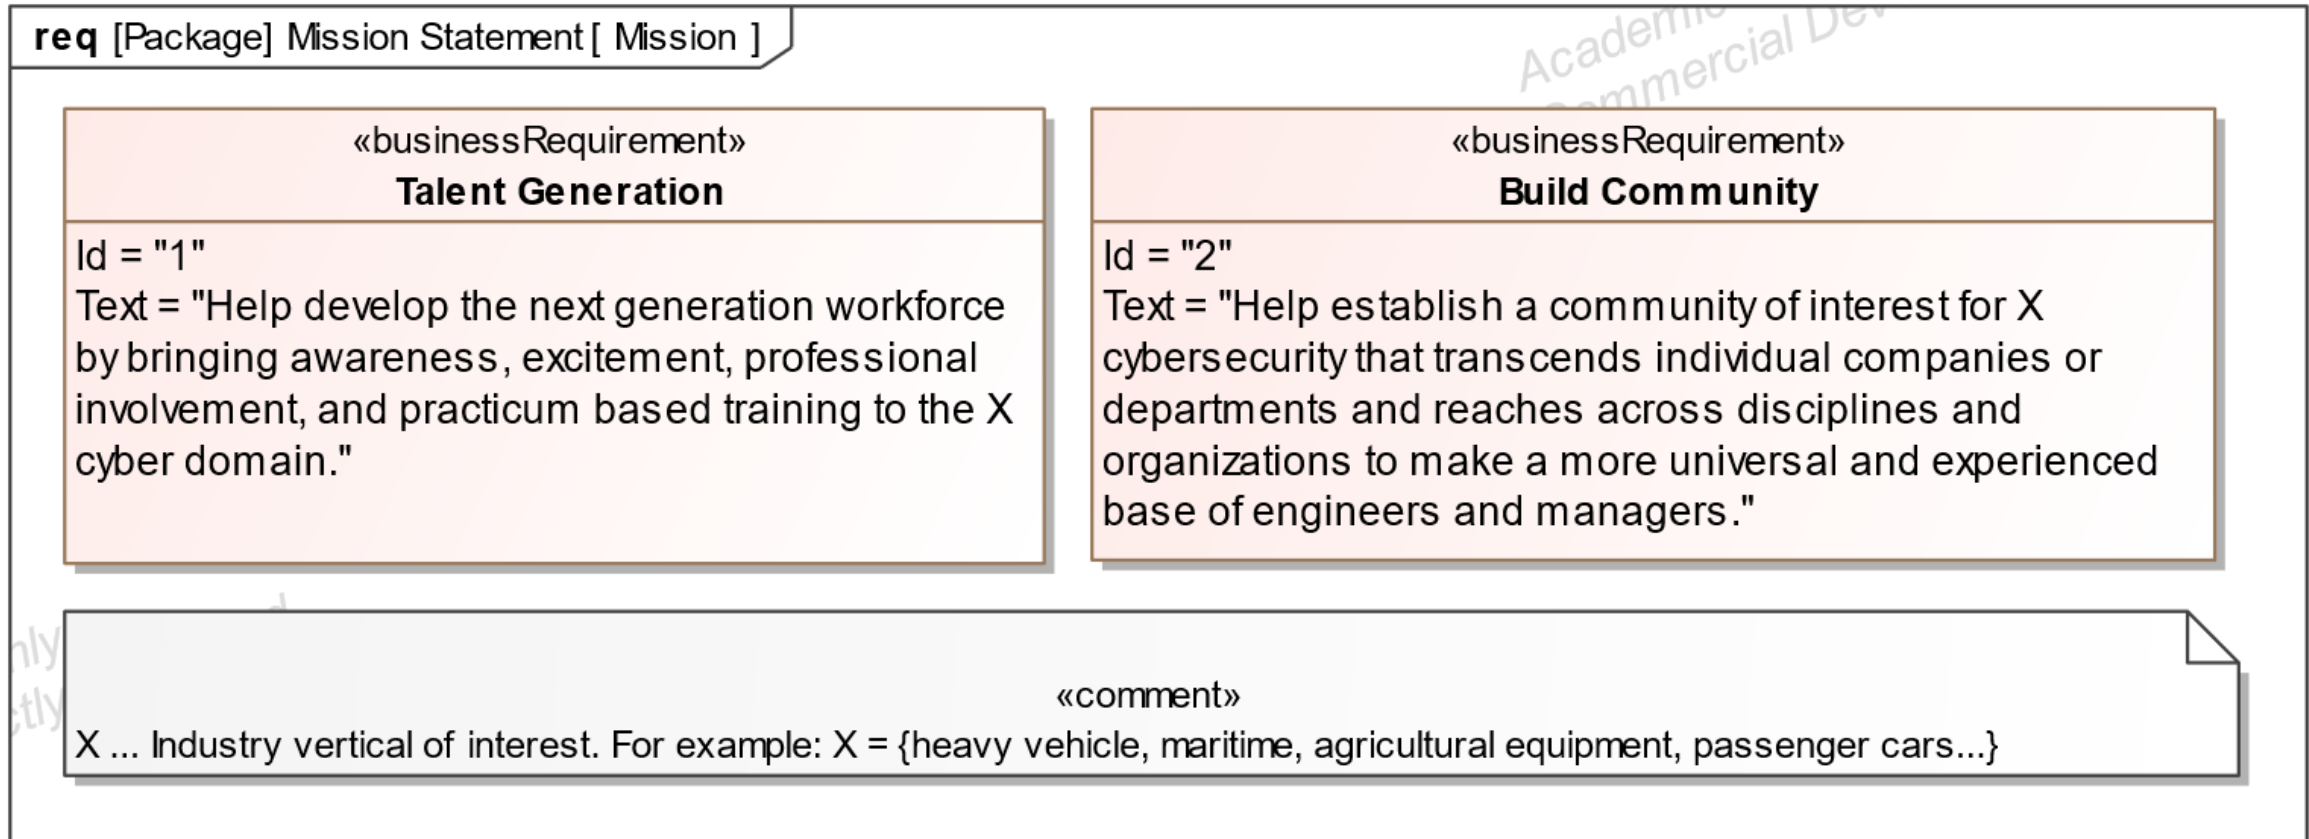 req [Package] Mission Statement [ Mission ]
Academic
Commercial Dev
«businessRequirement»
Talent Generation
Id = "1"
Text = "Help develop the next generation workforce
by bringing awareness, excitement, professional
involvement, and practicum based training to the X
cyber domain."
«businessRequirement»
Build Community
Id = "2"
Text = "Help establish a community of interest for X
cybersecurity that transcends individual companies or
departments and reaches across disciplines and
organizations to make a more universal and experienced
base of engineers and managers."
«comment»
X ... Industry vertical of interest. For example: X = {heavy vehicle, maritime, agricultural equipment, passenger cars...}